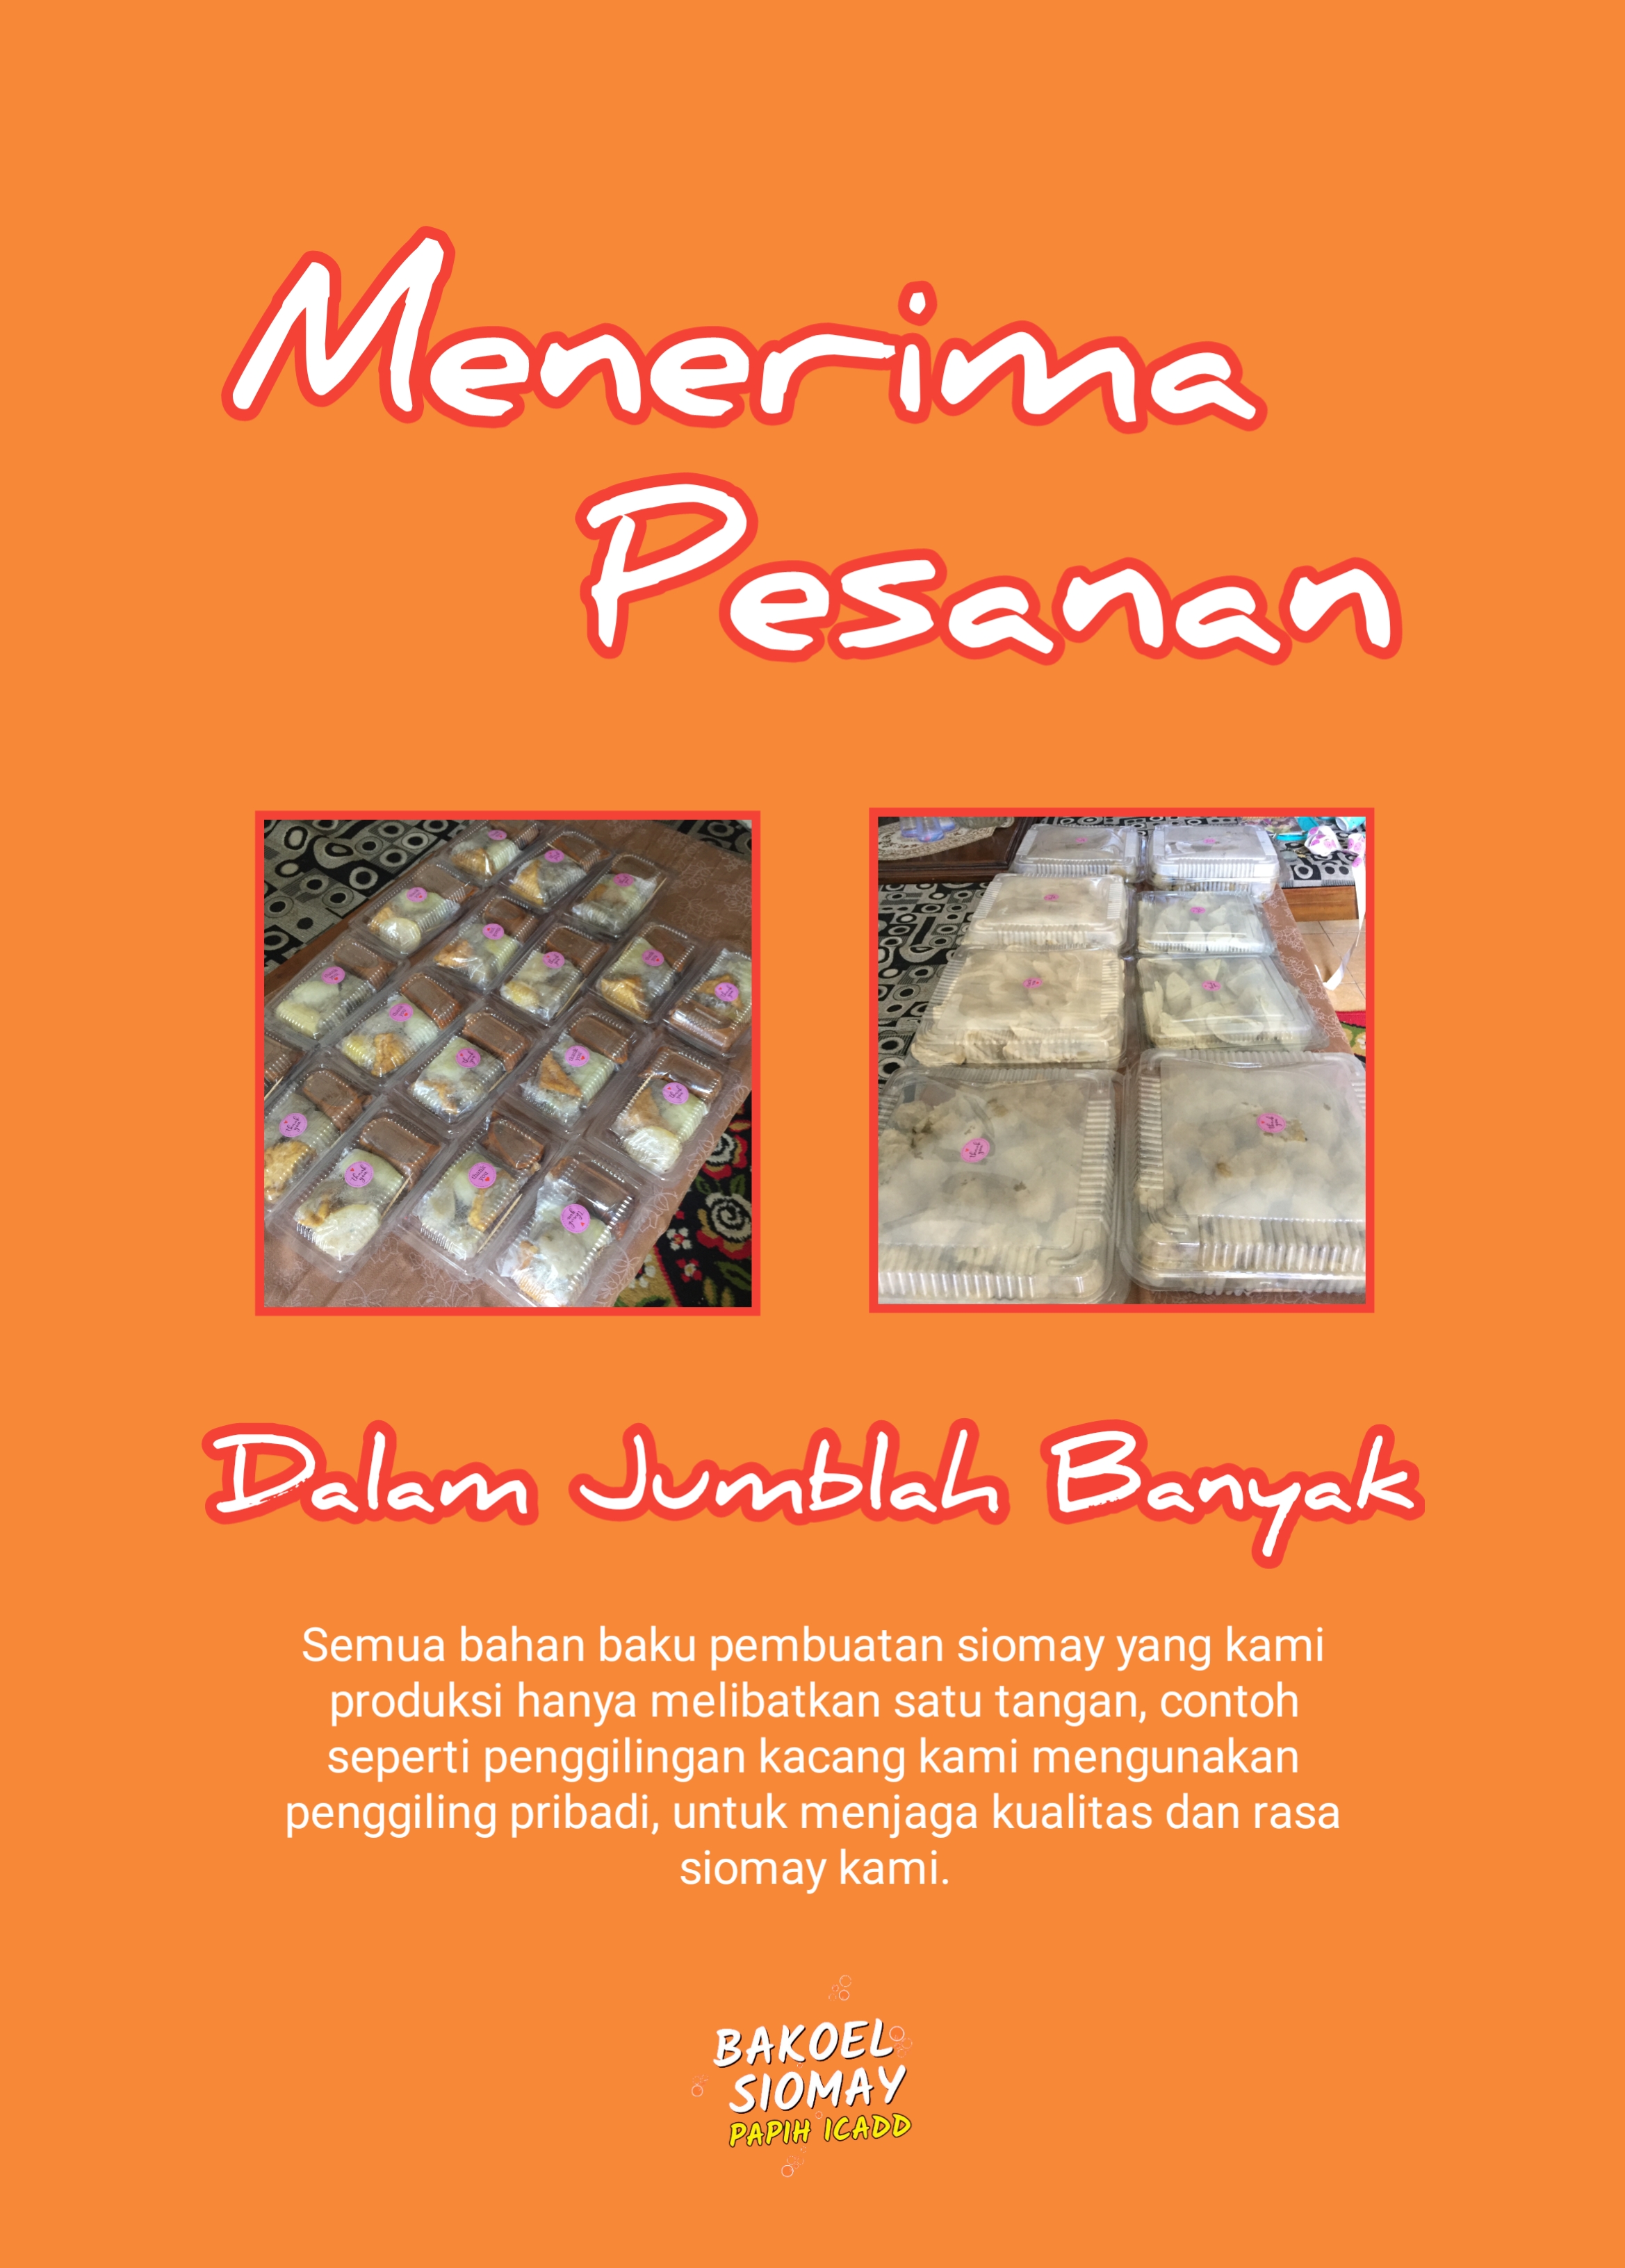 Menerima
Pesanan
Dalam Jumblah Banyak
Semua bahan baku pembuatan siomay yang kami
produksi hanya melibatkan satu tangan, contoh
seperti penggilingan kacang kami mengunakan
penggiling pribadi, untuk menjaga kualitas dan rasa
siomay kami.
BAKOEL
SIOMAY
PAPIH ICADD